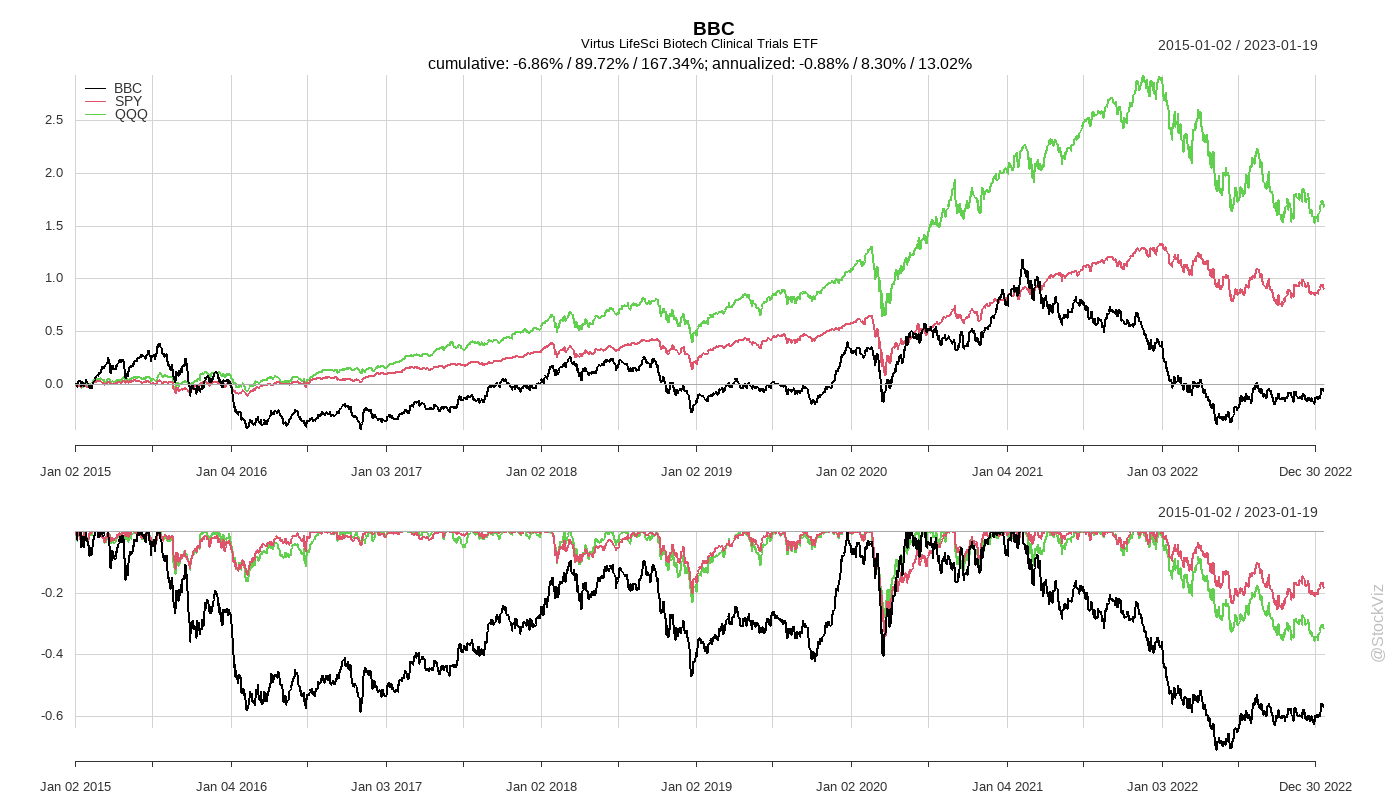 BBC
Virtus LifeSci Biotech Clinical Trials ETF
2015-01-02 / 2023-01-19
cumulative: -6.86% / 89.72% / 167.34%; annualized: -0.88% / 8.30% / 13.02%
BBC
SPY
QQQ
2.5
2.0
1.5
1.0
0.5
0.0
Jan 02 2015 Jan 04 2016 Jan 03 2017 Jan 02 2018 Jan 02 2019 Jan 02 2020 Jan 04 2021 Jan 03 2022 Dec 30 2022
2015-01-02 / 2023-01-19
-0.2
-0.4
-0.6
Jan 02 2015 Jan 04 2016 Jan 03 2017 Jan 02 2018 Jan 02 2019 Jan 02 2020 Jan 04 2021 Jan 03 2022 Dec 30 2022
@StockViz